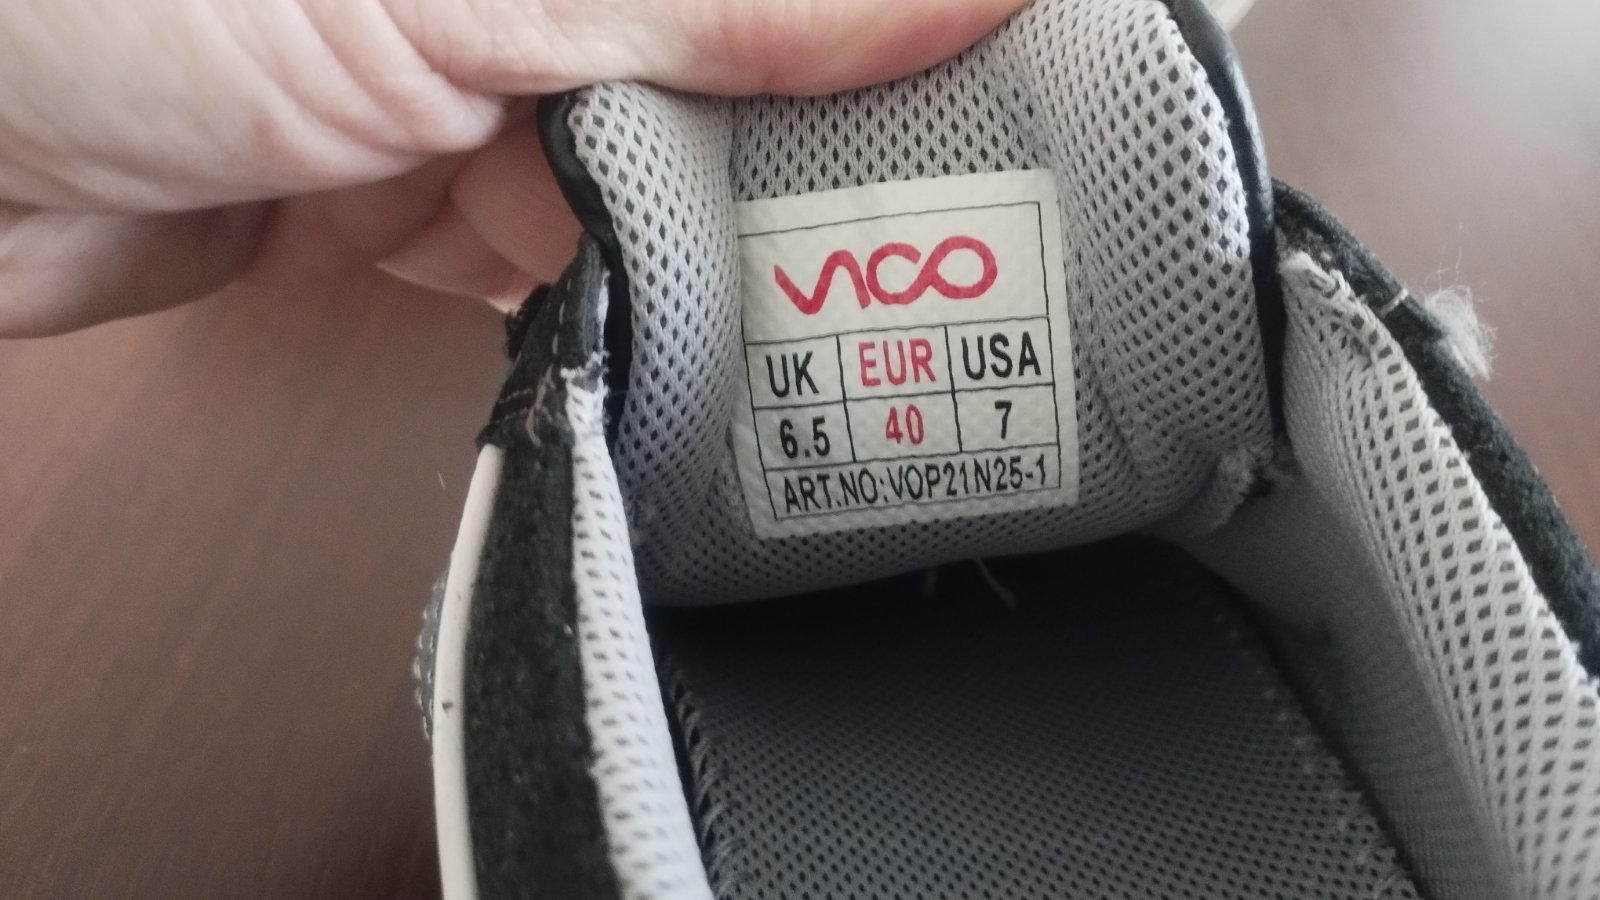 VICO
UK EUR USA
6.5 40 7
ART.NO:VOP21N25-1